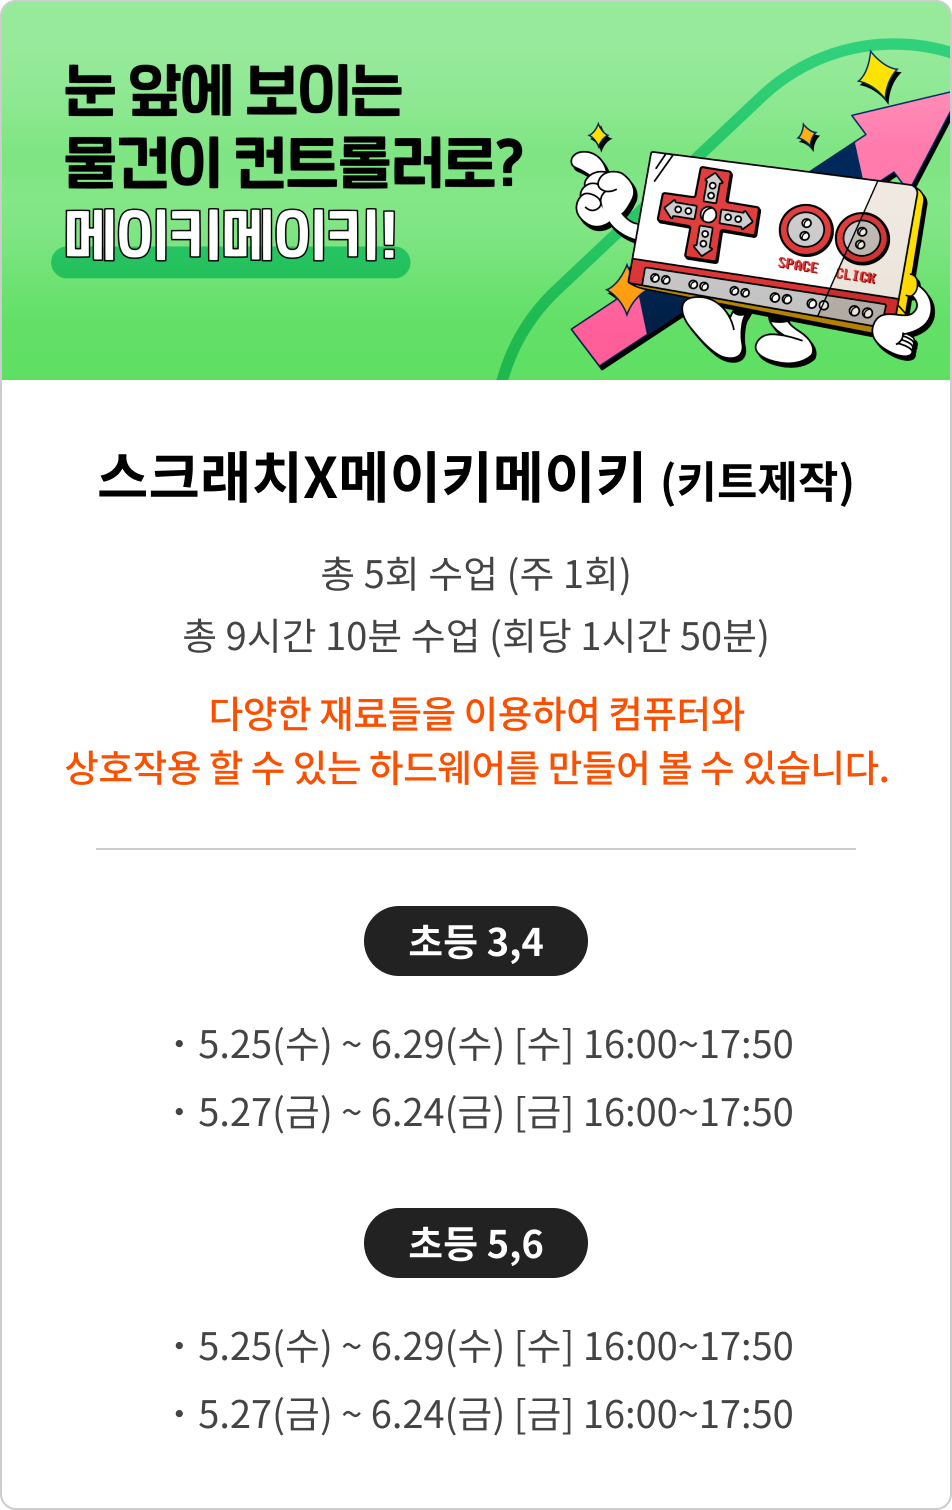 눈 앞에 보이는
물건이 컨트롤러로?
메이키메이키!
SPACE CLICK
스크래치X메이키메이키 (키트제작)
총 5회 수업 (주 1회)
총 9시간 10분 수업 (회당 1시간 50분)
다양한 재료들을 이용하여 컴퓨터와
상호작용 할 수 있는 하드웨어를 만들어 볼 수 있습니다.
초등 3,4
· 5.25(수) ~ 6.29(수) [수] 16:00~17:50
· 5.27(금) ~ 6.24(금) [금] 16:00~17:50
초등 5,6
· 5.25(수) ~ 6.29(수) [수] 16:00~17:50
· 5.27(금) ~ 6.24(금) [금] 16:00~17:50